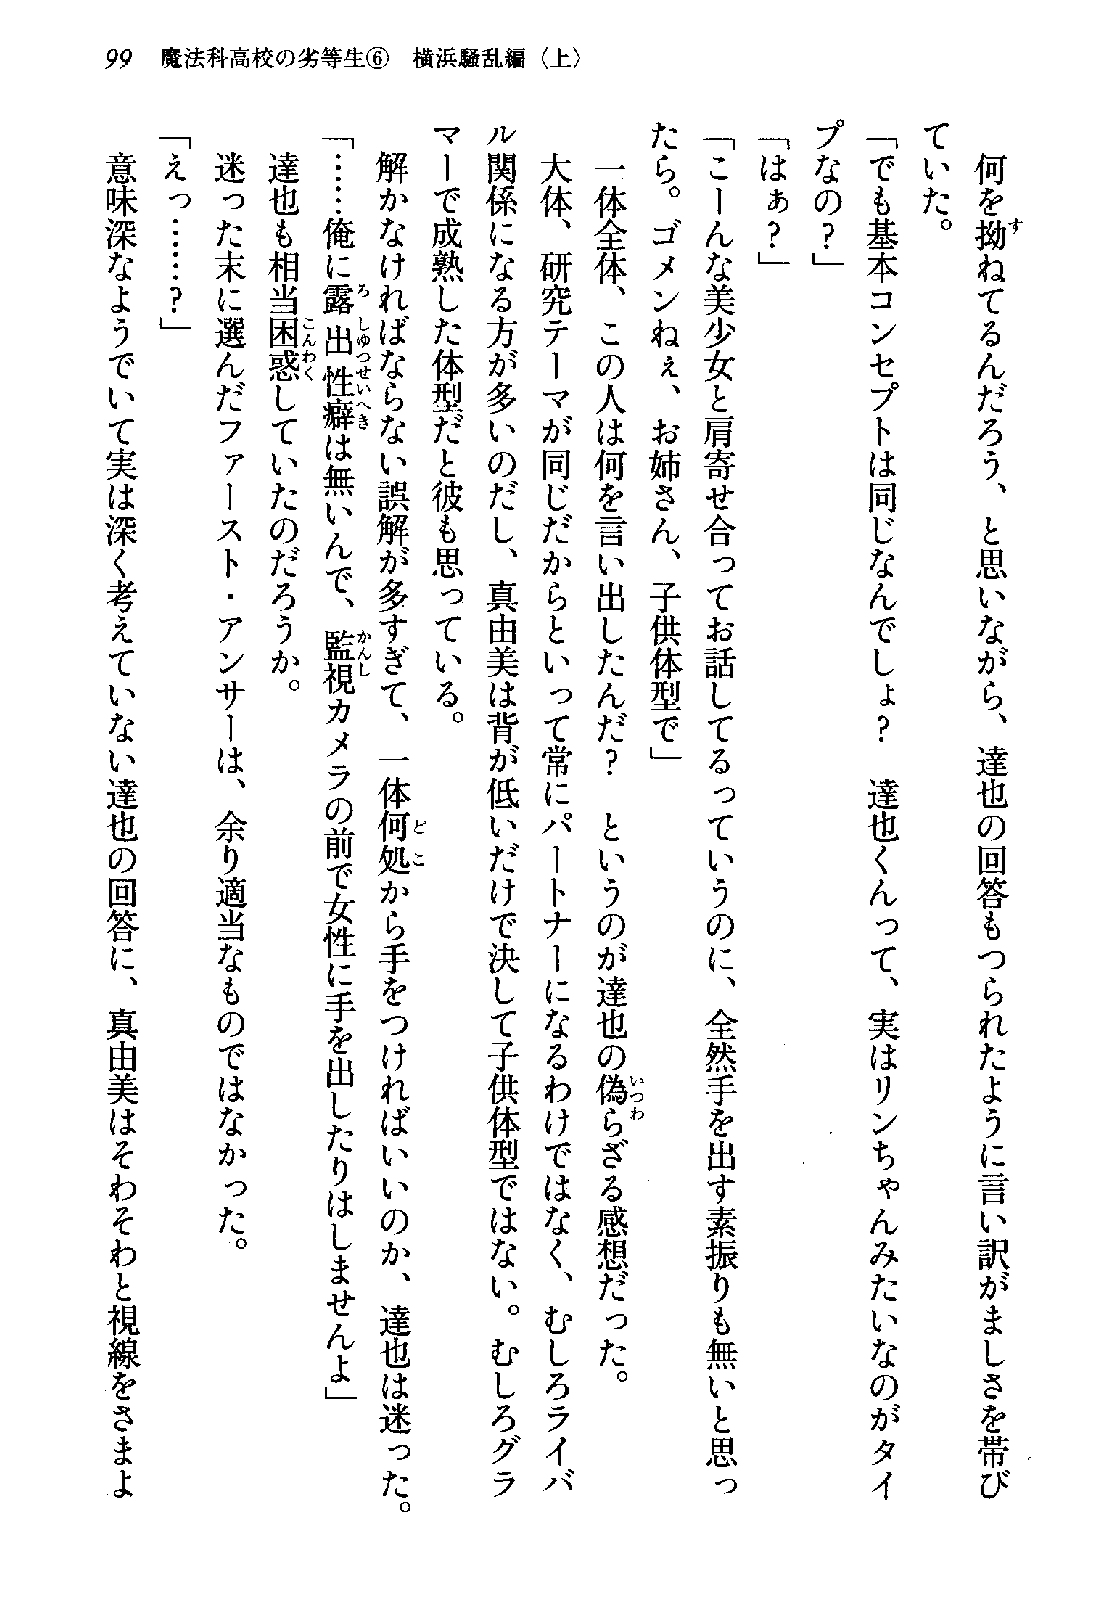 99　魔法科高校の劣等生⑥　横浜騒乱編〈上〉
　何を拗ねてるんだろう、と思いながら、達也の回答もつられたように言い訳がましさを帯び
ていた。
「でも基本コンセプトは同じなんでしょ？　達也くんって、実はリンちゃんみたいなのがタイ
プなの？」
「はぁ？」
「こーんな美少女と肩寄せ合ってお話してるっていうのに、全然手を出す素振りも無いと思っ
たら。ゴメンねぇ、お姉さん、子供体型で」
　一体全体、この人は何を言い出したんだ？　というのが達也の偽らざる感想だった。
　大体、研究テーマが同じだからといって常にパートナーになるわけではなく、むしろライバ
ル関係になる方が多いのだし、真由美は背が低いだけで決して子供体型ではない。むしろグラ
マーで成熟した体型だと彼も思っている。
　解かなければならない誤解が多すぎて、一体何処から手をつければいいのか、達也は迷った。
「……俺に露出性癖は無いんで、監視カメラの前で女性に手を出したりはしませんよ」
　達也も相当困惑していたのだろうか。
　迷った末に選んだファースト・アンサーは、余り適当なものではなかった。
「えっ……？」
　意味深なようでいて実は深く考えていない達也の回答に、真由美はそわそわと視線をさまよ